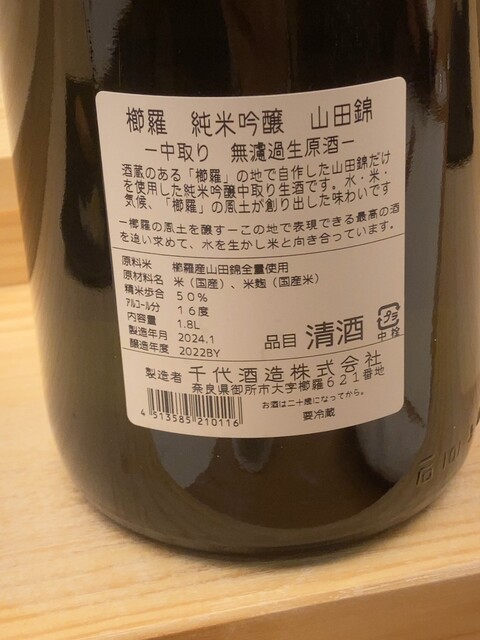 櫛羅 純米吟醸 山田錦
ー中取り 無濾過生原酒ー
酒蔵のある「櫛羅」の地で自作した山田錦だけ
を使用した純米吟醸中取り生酒です。水・米・
気候、「櫛羅」の風土が創り出した味わいです
ー櫛羅の風土を醸すーこの地で表現できる最高の酒
を追い求めて、水を生かし米と向き合っています。
原料米 櫛羅産山田錦全量使用
原材料名 米(国産)、米麹(国産米)
精米歩合 50%
アルコール分 16度
内容量 1.8L
製造年月 2024.1
醸造年度 2022BY
品目 清酒
プラ
中栓
製造者 千代酒造株式会社
奈良県御所市大字櫛羅621番地
お酒は二十歳になってから。
要冷蔵
4 513585 210116